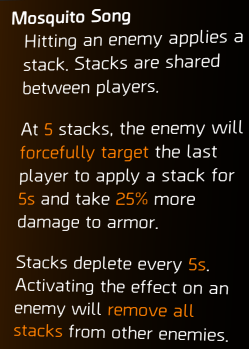 Mosquito Song
Hitting an enemy applies a
stack. Stacks are shared
between players.
At 5 stacks, the enemy will
forcefully target the last
player to apply a stack for
5s and take 25% more
damage to armor.
Stacks deplete every 5s.
Activating the effect on an
enemy will remove all
stacks from other enemies.